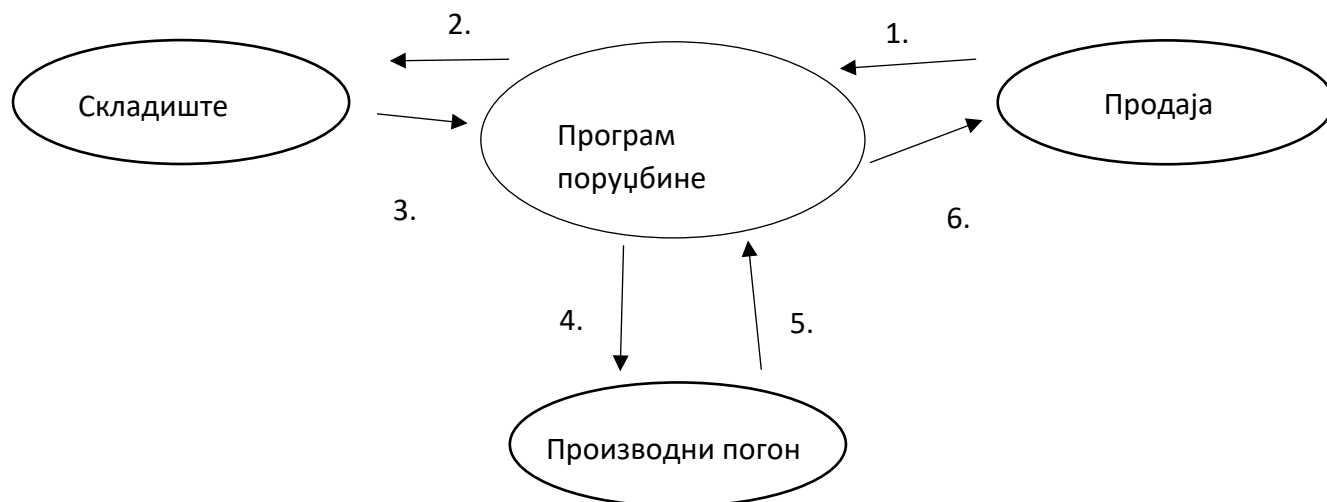 2.
1.
Складиште
Програм
поруџбине
Продаја
3.
6.
4.
5.
Производни погон